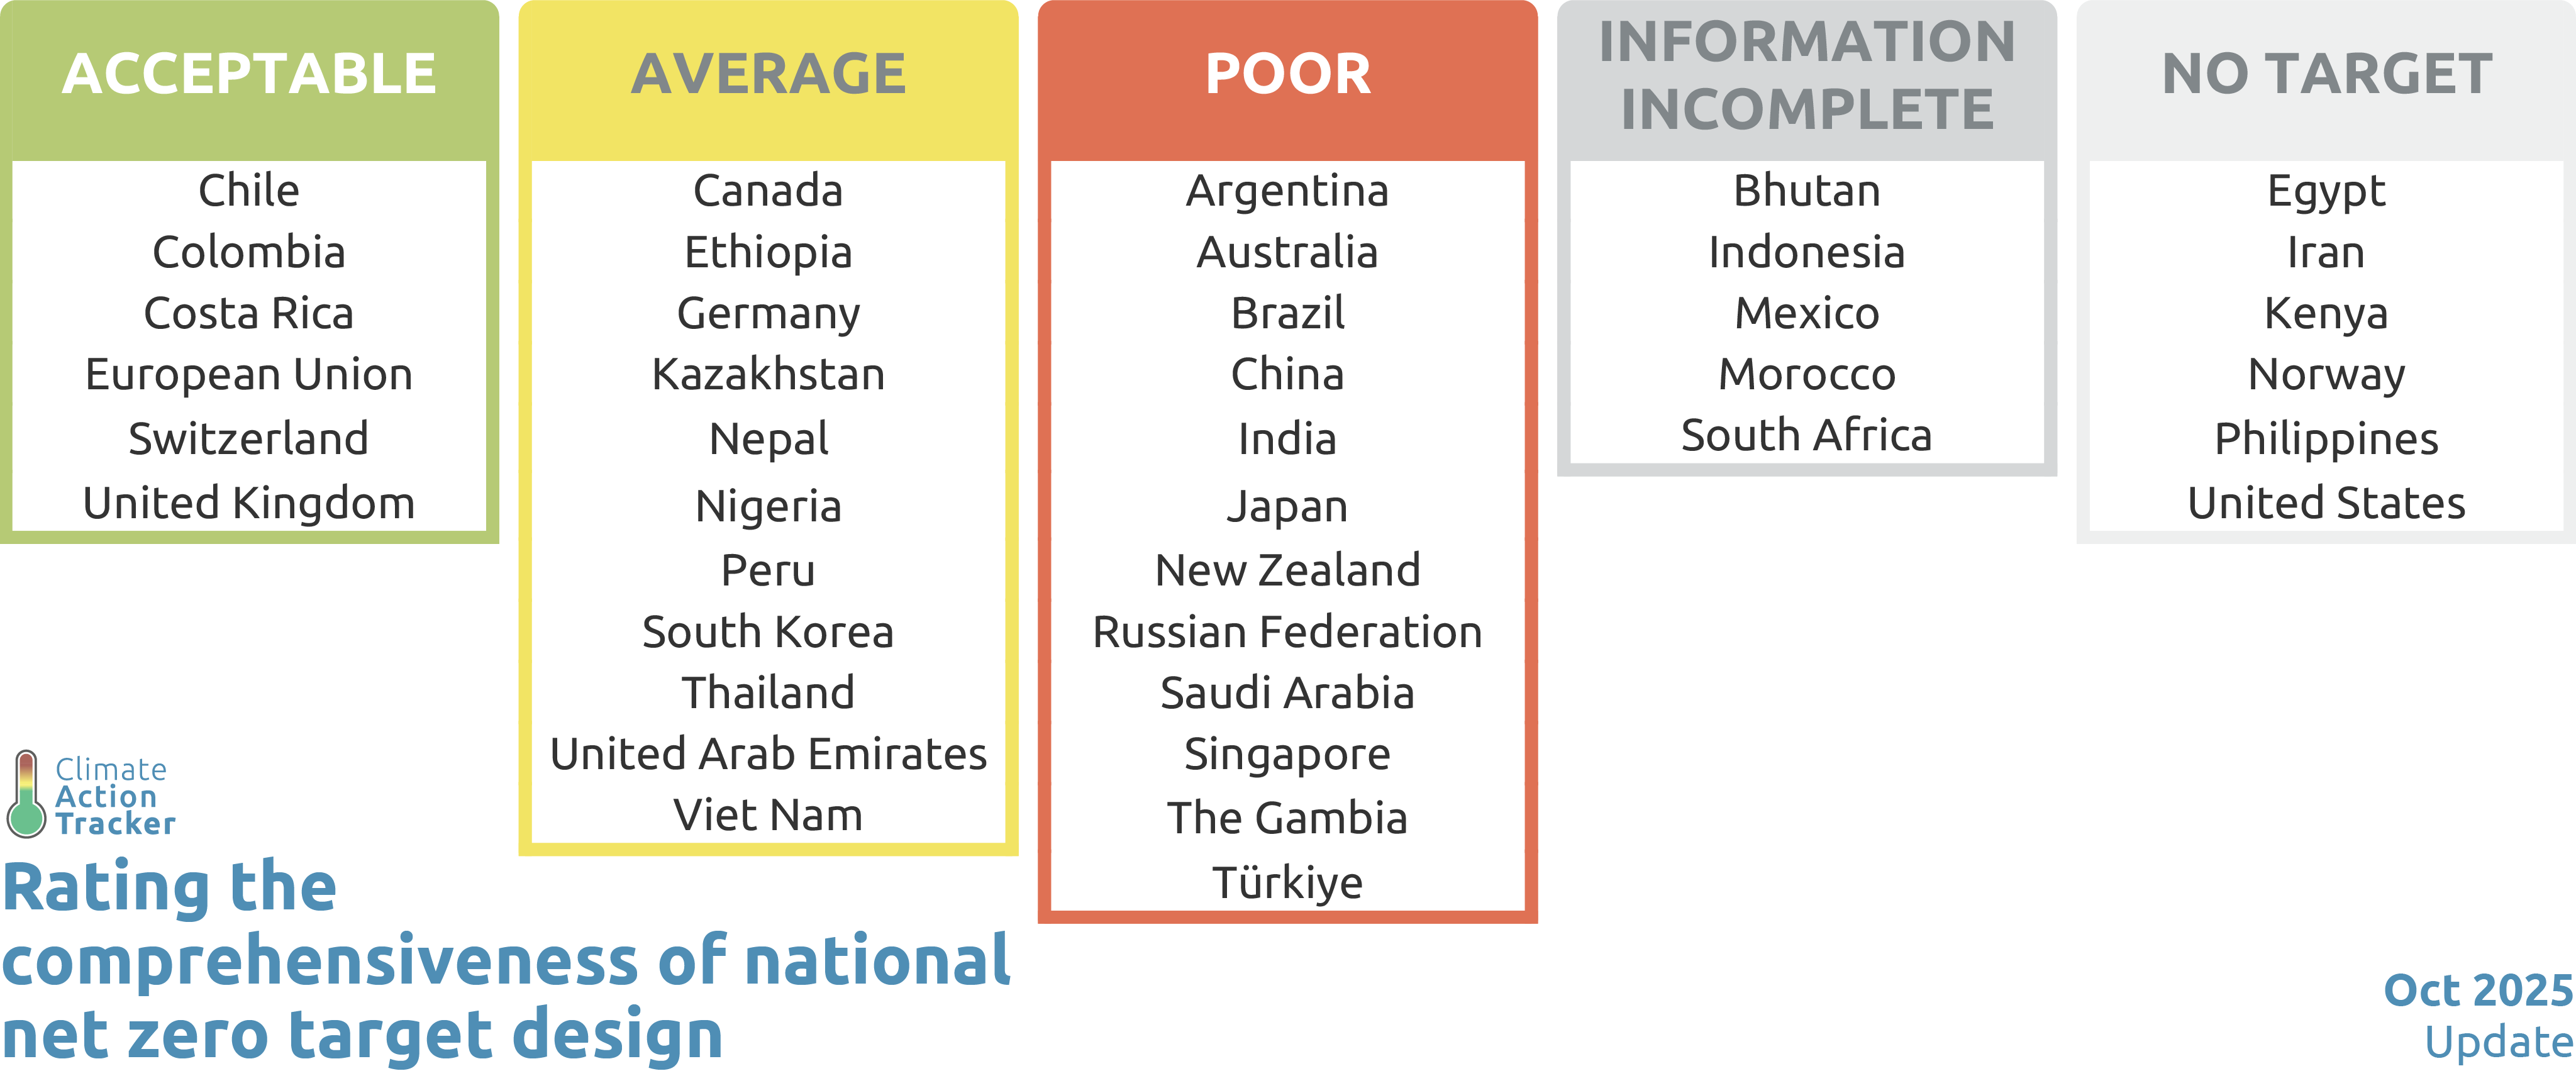 ACCEPTABLE
Chile
Colombia
Costa Rica
European Union
Switzerland
United Kingdom
AVERAGE
Canada
Ethiopia
Germany
Kazakhstan
Nepal
Nigeria
Peru
South Korea
Thailand
United Arab Emirates
Viet Nam
POOR
Argentina
Australia
Brazil
China
India
Japan
New Zealand
Russian Federation
Saudi Arabia
Singapore
The Gambia
Türkiye
INFORMATION
INCOMPLETE
Bhutan
Indonesia
Mexico
Morocco
South Africa
NO TARGET
Egypt
Iran
Kenya
Norway
Philippines
United States
Climate
Action
Tracker
Rating the
comprehensiveness of national
net zero target design
Oct 2025
Update